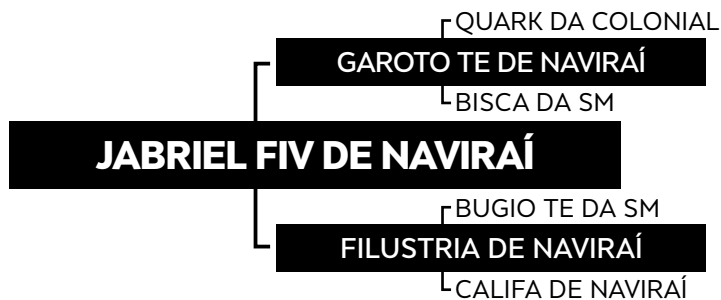 QUARK DA COLONIAL
GAROTO TE DE NAVIRAÍ
BISCA DA SM
JABRIEL FIV DE NAVIRAÍ
BUGIO TE DA SM
FILUSTRIA DE NAVIRAÍ
CALIFA DE NAVIRAÍ